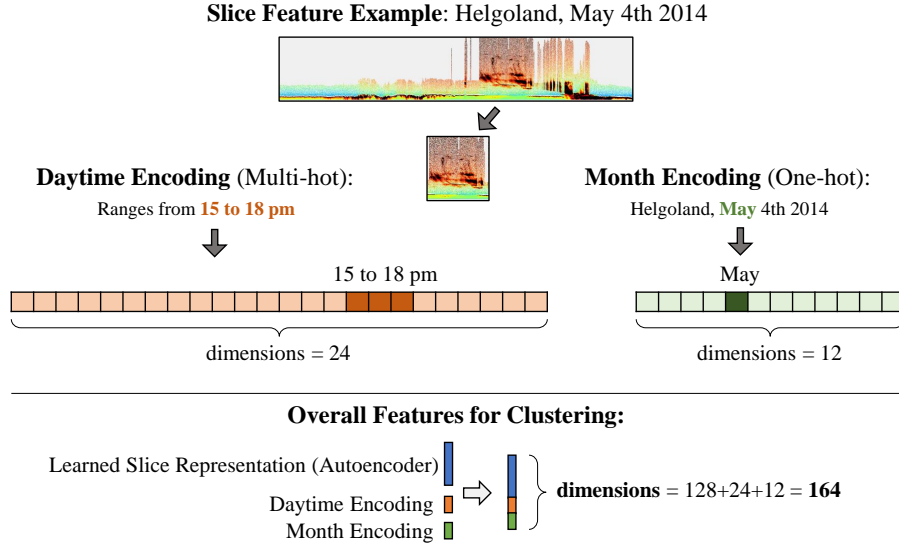 Slice Feature Example: Helgoland, May 4th 2014
Daytime Encoding (Multi-hot):
Ranges from 15 to 18 pm
15 to 18 pm
dimensions = 24
Month Encoding (One-hot):
Helgoland, May 4th 2014
May
dimensions = 12
Overall Features for Clustering:
Learned Slice Representation (Autoencoder)
Daytime Encoding
Month Encoding
dimensions = 128+24+12 = 164